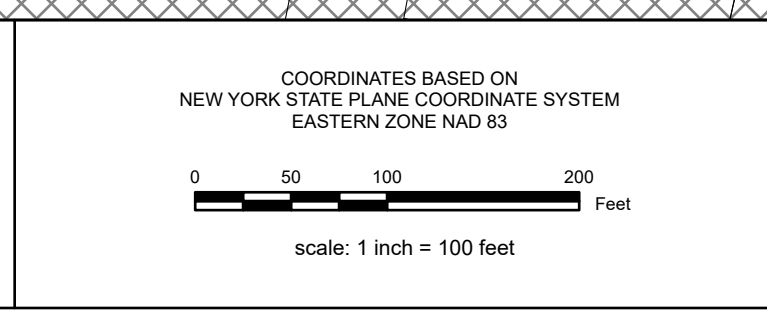 COORDINATES BASED ON
NEW YORK STATE PLANE COORDINATE SYSTEM
EASTERN ZONE NAD 83
0 50 100 200
Feet
scale: 1 inch = 100 feet